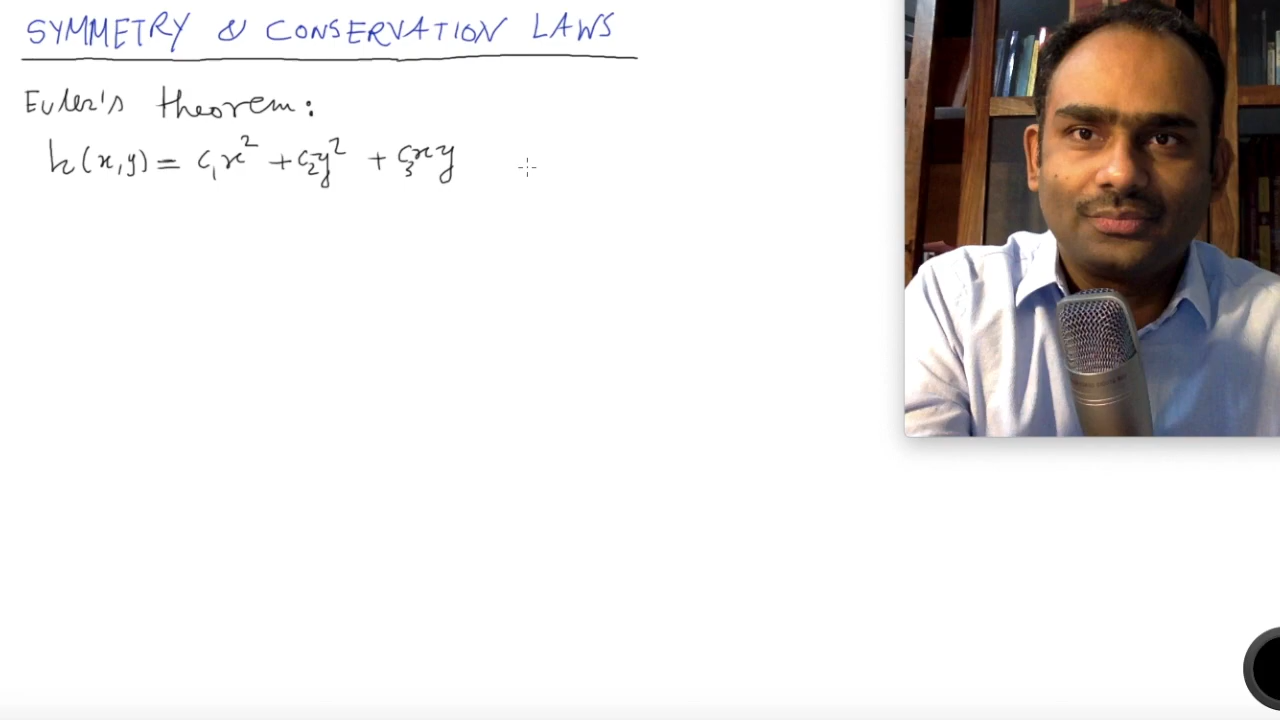 SYMMETRY & CONSERVATION LAWS
Euler's theorem:
h(x,y) = c₁x² + c₂y² + c₃xy